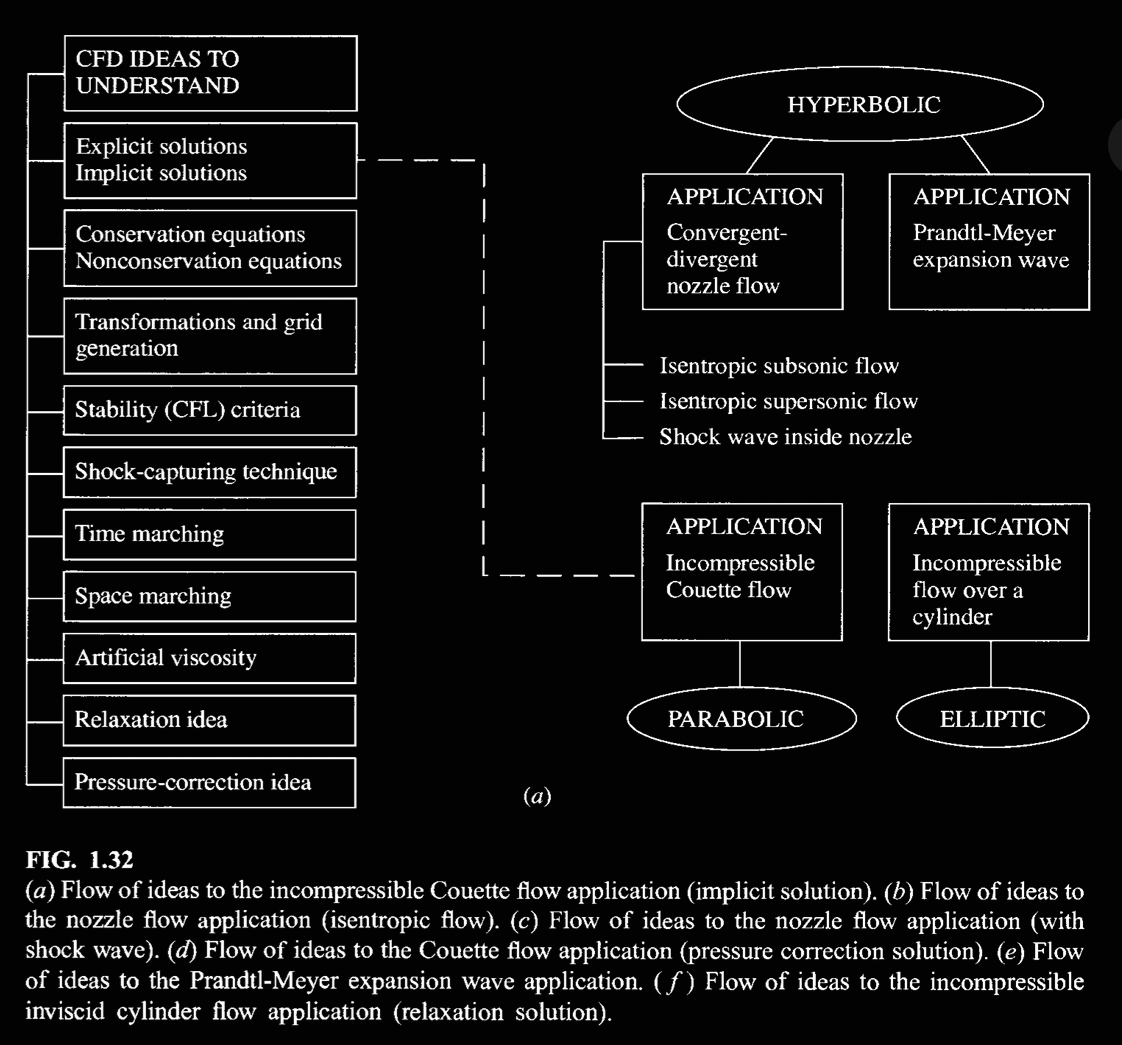 CFD IDEAS TO
UNDERSTAND
Explicit solutions
Implicit solutions
Conservation equations
Nonconservation equations
Transformations and grid
generation
Stability (CFL) criteria
Shock-capturing technique
Time marching
Space marching
Artificial viscosity
Relaxation idea
Pressure-correction idea
HYPERBOLIC
APPLICATION
Convergent-
divergent
nozzle flow
APPLICATION
Prandtl-Meyer
expansion wave
Isentropic subsonic flow
Isentropic supersonic flow
Shock wave inside nozzle
APPLICATION
Incompressible
Couette flow
APPLICATION
Incompressible
flow over a
cylinder
PARABOLIC
ELLIPTIC
(a)
FIG. 1.32
(a) Flow of ideas to the incompressible Couette flow application (implicit solution). (b) Flow of ideas to
the nozzle flow application (isentropic flow). (c) Flow of ideas to the nozzle flow application (with
shock wave). (d) Flow of ideas to the Couette flow application (pressure correction solution). (e) Flow
of ideas to the Prandtl-Meyer expansion wave application. (f) Flow of ideas to the incompressible
inviscid cylinder flow application (relaxation solution).